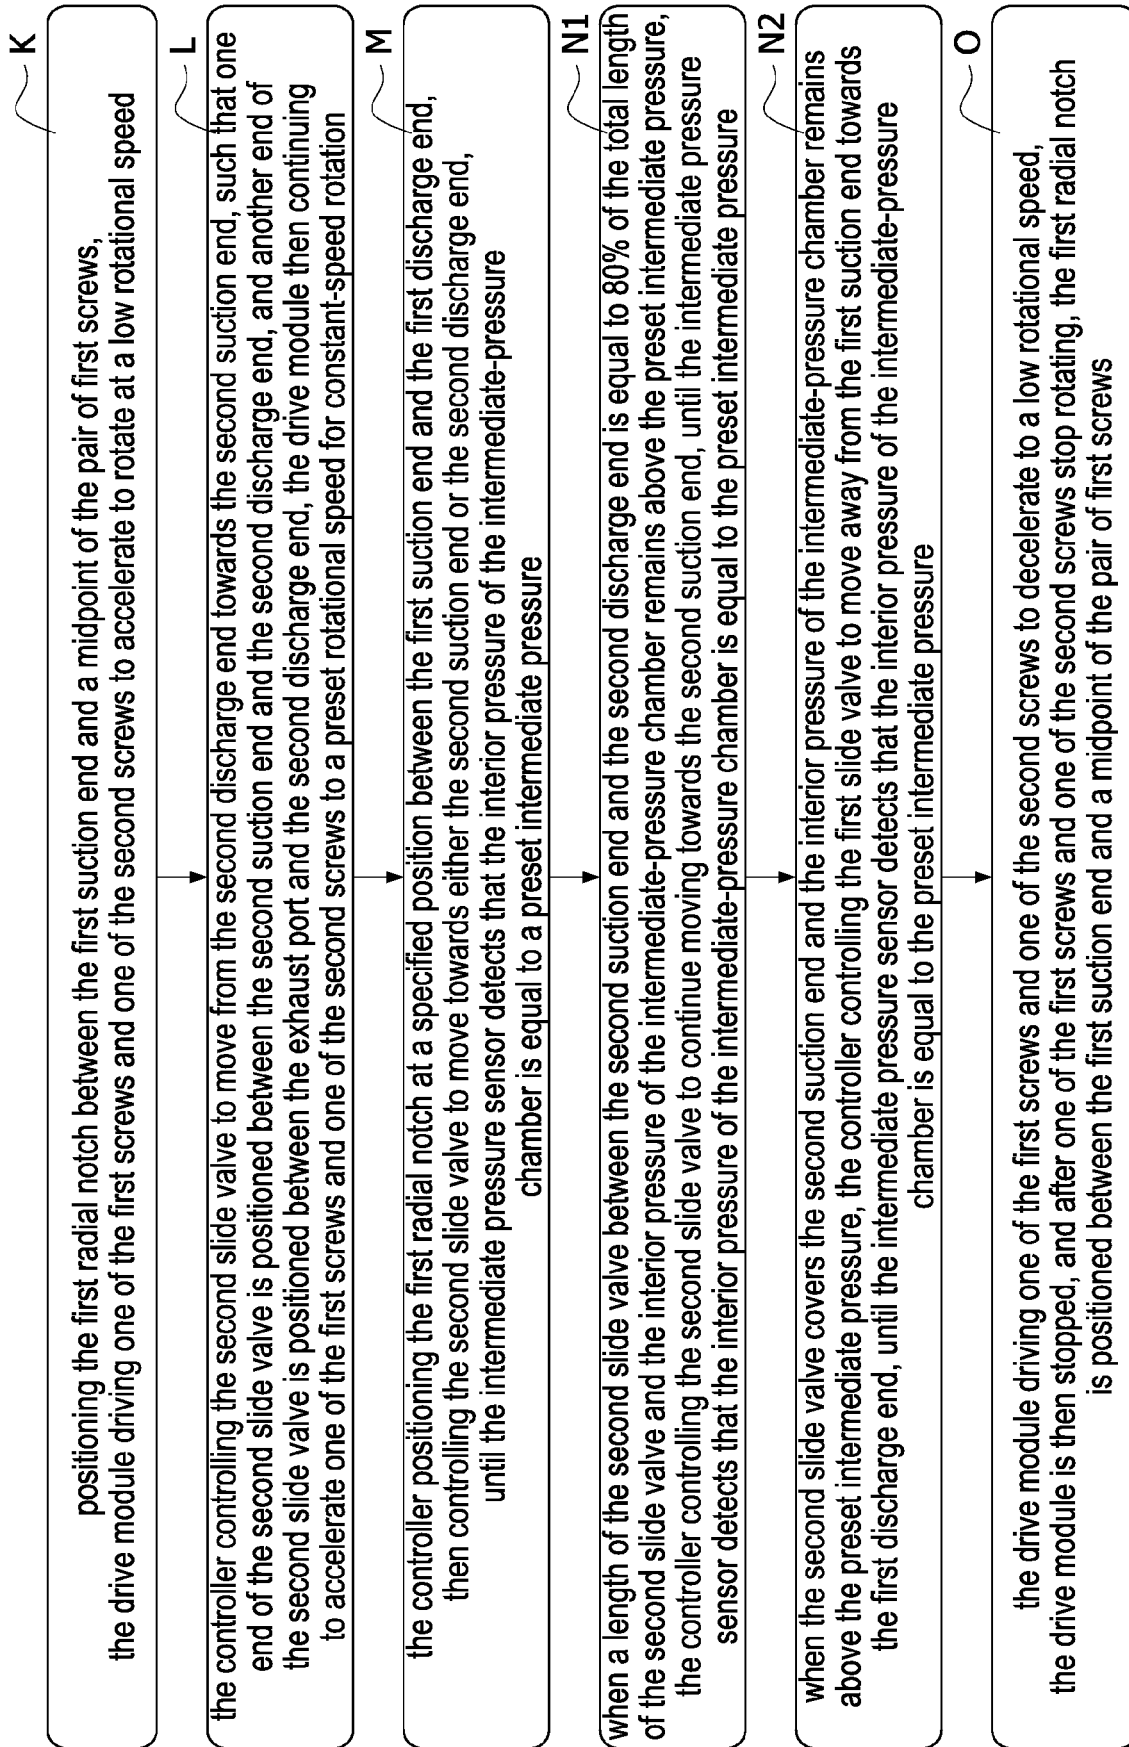 K
positioning the first radial notch between the first suction end and a midpoint of the pair of first screws,
the drive module driving one of the first screws and one of the second screws to accelerate to rotate at a low rotational speed
L
the controller controlling the second slide valve to move from the second discharge end towards the second suction end, such that one
end of the second slide valve is positioned between the second suction end and the second discharge end, and another end of
the second slide valve is positioned between the exhaust port and the second discharge end, the drive module then continuing
to accelerate one of the first screws and one of the second screws to a preset rotational speed for constant-speed rotation
M
the controller positioning the first radial notch at a specified position between the first suction end and the first discharge end,
then controlling the second slide valve to move towards either the second suction end or the second discharge end,
until the intermediate pressure sensor detects that the interior pressure of the intermediate-pressure
chamber is equal to a preset intermediate pressure
N1
when a length of the second slide valve between the second suction end and the second discharge end is equal to 80% of the total length
of the second slide valve and the interior pressure of the intermediate-pressure chamber remains above the preset intermediate pressure,
the controller controlling the second slide valve to continue moving towards the second suction end, until the intermediate pressure
sensor detects that the interior pressure of the intermediate-pressure chamber is equal to the preset intermediate pressure
N2
when the second slide valve covers the second suction end and the interior pressure of the intermediate-pressure chamber remains
above the preset intermediate pressure, the controller controlling the first slide valve to move away from the first suction end towards
the first discharge end, until the intermediate pressure sensor detects that the interior pressure of the intermediate-pressure
chamber is equal to the preset intermediate pressure
O
the drive module driving one of the first screws and one of the second screws to decelerate to a low rotational speed,
the drive module is then stopped, and after one of the first screws and one of the second screws stop rotating, the first radial notch
is positioned between the first suction end and a midpoint of the pair of first screws